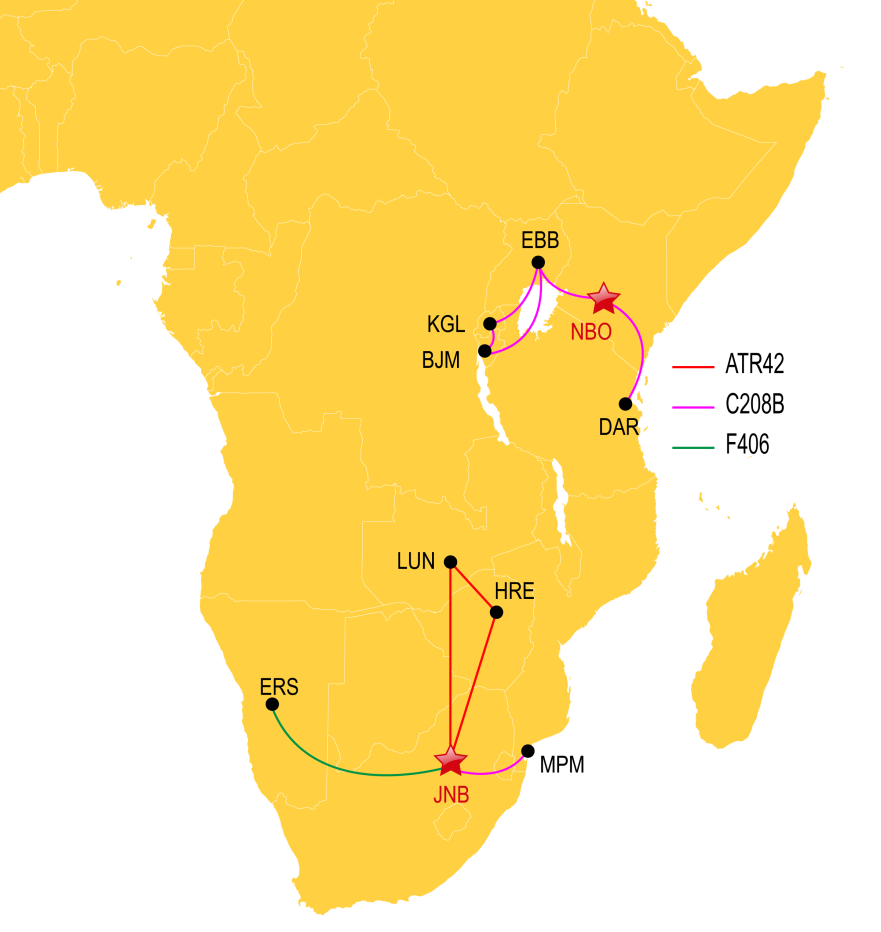 EBB
KGL
NBO
BJM
ATR42
C208B
DAR
F406
LUN
HRE
ERS
MPM
JNB